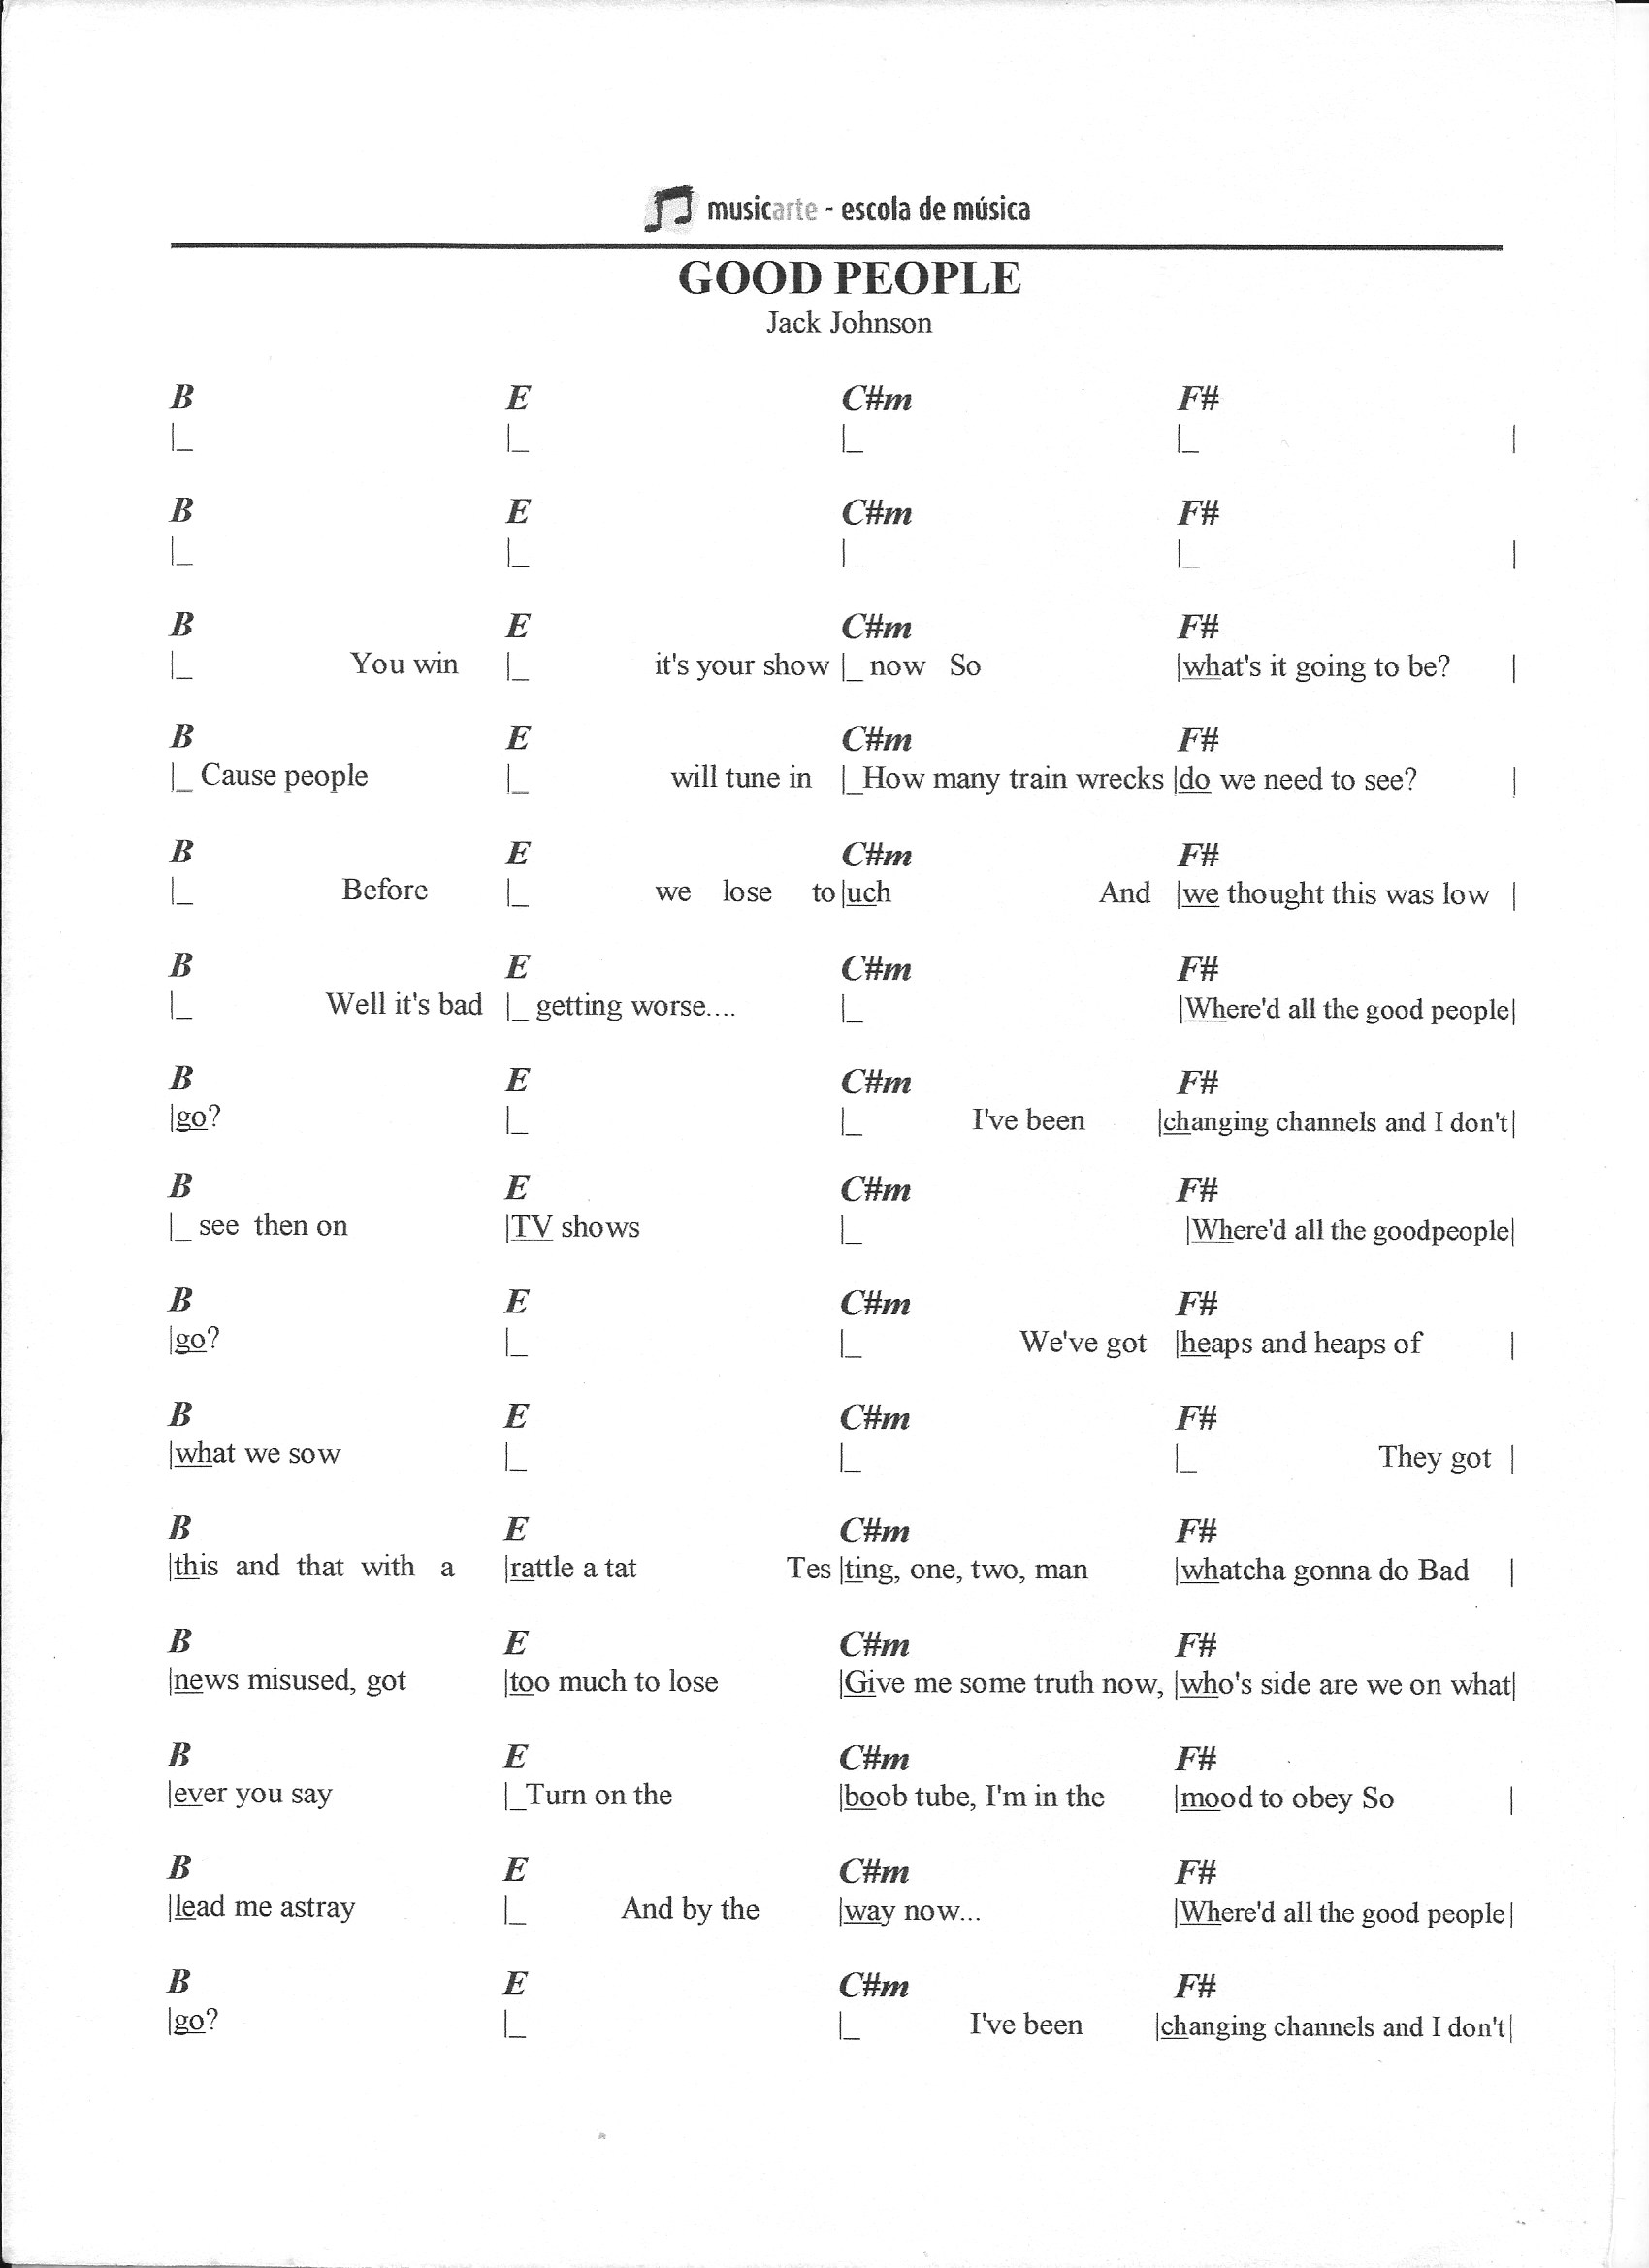 musicarte - escola de música
GOOD PEOPLE
Jack Johnson
B E C#m F#
|_ |_ |_ |_ |
B E C#m F#
|_ |_ |_ |_ |
B E C#m F#
|_ You win |_ it's your show |_ now So |what's it going to be? |
B E C#m F#
|_ Cause people |_ will tune in |_How many train wrecks |do we need to see? |
B E C#m F#
|_ Before |_ we lose to|uch And |we thought this was low |
B E C#m F#
|_ Well it's bad |_ getting worse.... |_ |Where'd all the good people|
B E C#m F#
|go? |_ |_ I've been |changing channels and I don't|
B E C#m F#
|_ see then on |TV shows |_ |Where'd all the goodpeople|
B E C#m F#
|go? |_ |_ We've got |heaps and heaps of |
B E C#m F#
|what we sow |_ |_ |_ They got |
B E C#m F#
|this and that with a |rattle a tat Tes |ting, one, two, man |whatcha gonna do Bad |
B E C#m F#
|news misused, got |too much to lose |Give me some truth now, |who's side are we on what|
B E C#m F#
|ever you say |_Turn on the |boob tube, I'm in the |mood to obey So |
B E C#m F#
|lead me astray |_ And by the |way now... |Where'd all the good people|
B E C#m F#
|go? |_ |_ I've been |changing channels and I don't|